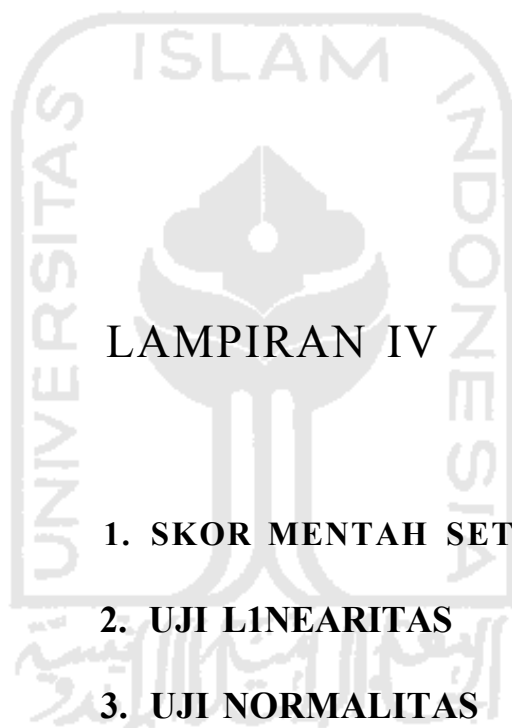 ISLAM
UNIVERSITAS
INDONESIA
LAMPIRAN IV
1. SKOR MENTAH SET
2. UJI L1NEARITAS
3. UJI NORMALITAS